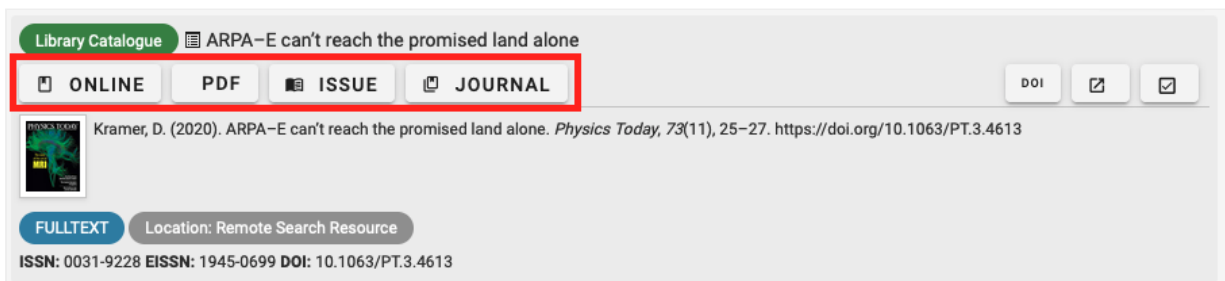 Library Catalogue ARPA–E can't reach the promised land alone
ONLINE PDF ISSUE JOURNAL DOI
PHYSICS TODAY
Kramer, D. (2020). ARPA–E can't reach the promised land alone. Physics Today, 73(11), 25–27. https://doi.org/10.1063/PT.3.4613
FULLTEXT Location: Remote Search Resource
ISSN: 0031-9228 EISSN: 1945-0699 DOI: 10.1063/PT.3.4613